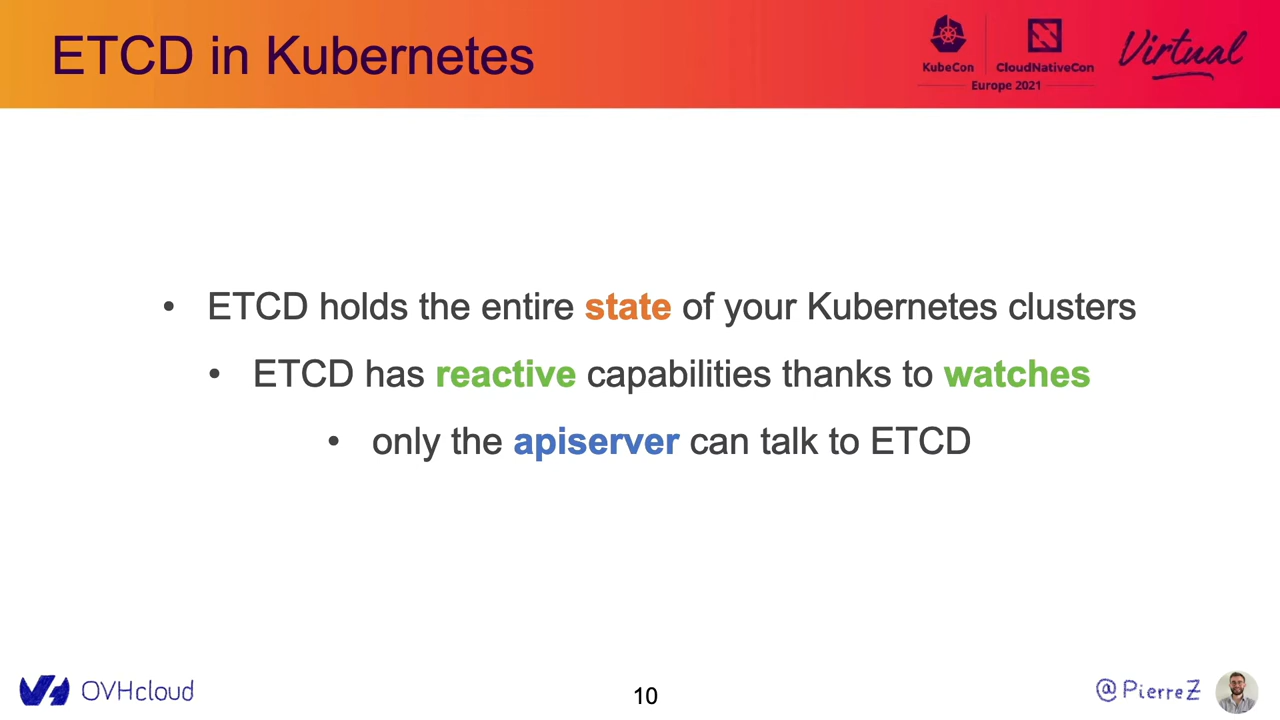 ETCD in Kubernetes
KubeCon
CloudNativeCon
Europe 2021
Virtual
• ETCD holds the entire state of your Kubernetes clusters
• ETCD has reactive capabilities thanks to watches
• only the apiserver can talk to ETCD
OVHcloud
10
@PierreZ